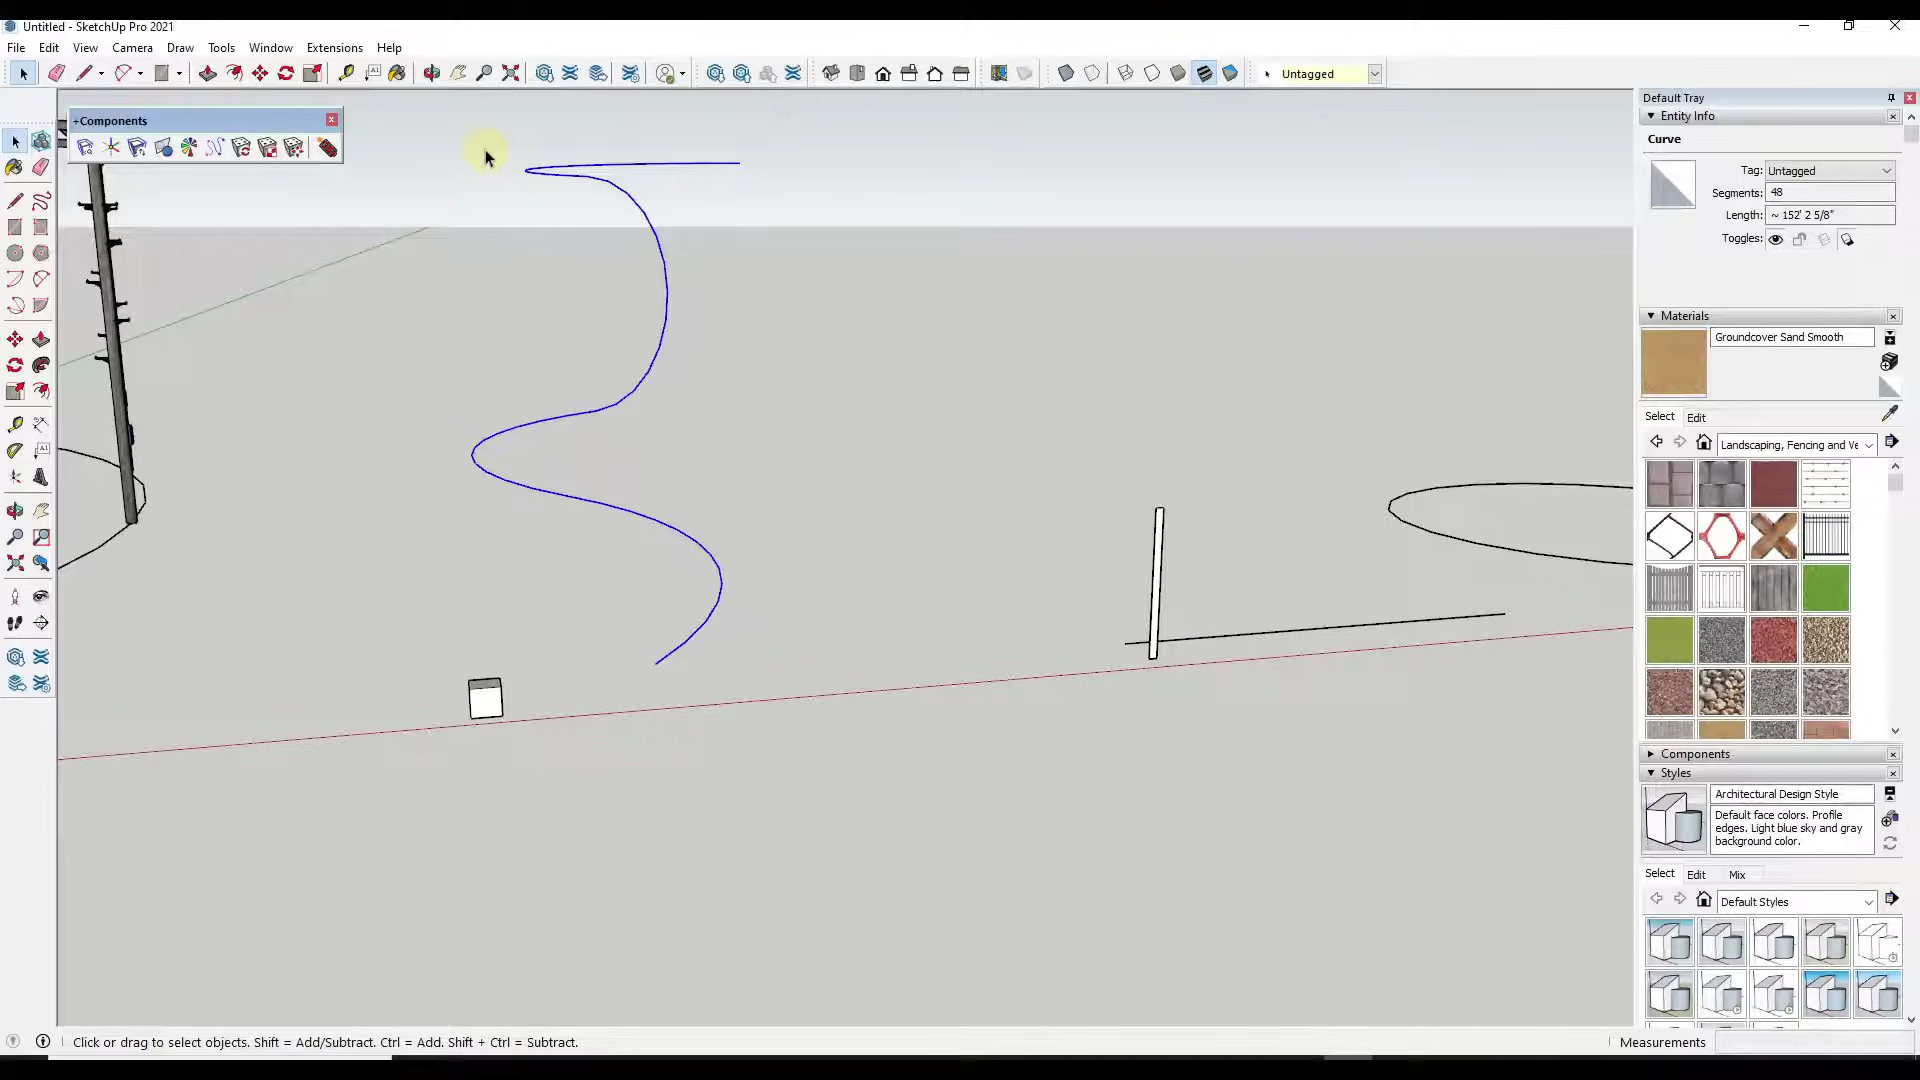 Untitled - SketchUp Pro 2021
File Edit View Camera Draw Tools Window Extensions Help
Untagged
+Components
Default Tray
Entity Info
Curve
Tag: Untagged
Segments: 48
Length: ~ 152' 2 5/8"
Toggles:
Materials
Groundcover Sand Smooth
Select Edit
Landscaping, Fencing and Ve
Components
Styles
Architectural Design Style
Default face colors. Profile
edges. Light blue sky and gray
background color.
Select Edit Mix
Default Styles
Click or drag to select objects. Shift = Add/Subtract. Ctrl = Add. Shift + Ctrl = Subtract.
Measurements